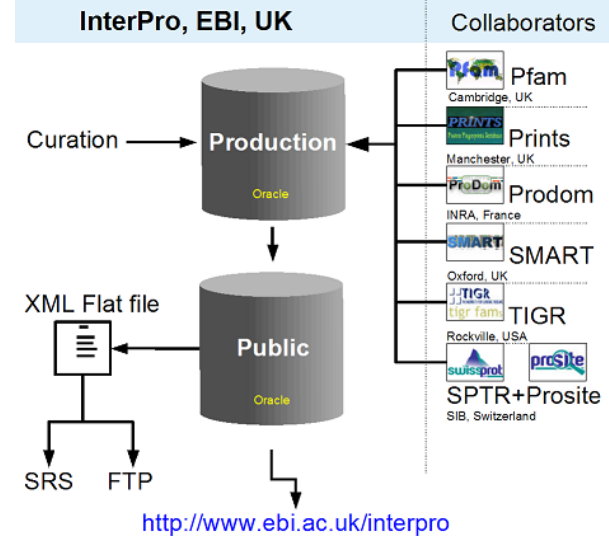 InterPro, EBI, UK
Collaborators
Pfam
Pfam
Cambridge, UK
Curation
Production
Oracle
PRINTS
Prints
Manchester, UK
ProDom
Prodom
INRA, France
SMART
SMART
Oxford, UK
XML Flat file
Public
Oracle
TIGR
tigr fams
TIGR
Rockville, USA
swissprot
proSite
SPTR+Prosite
SIB, Switzerland
SRS
FTP
http://www.ebi.ac.uk/interpro